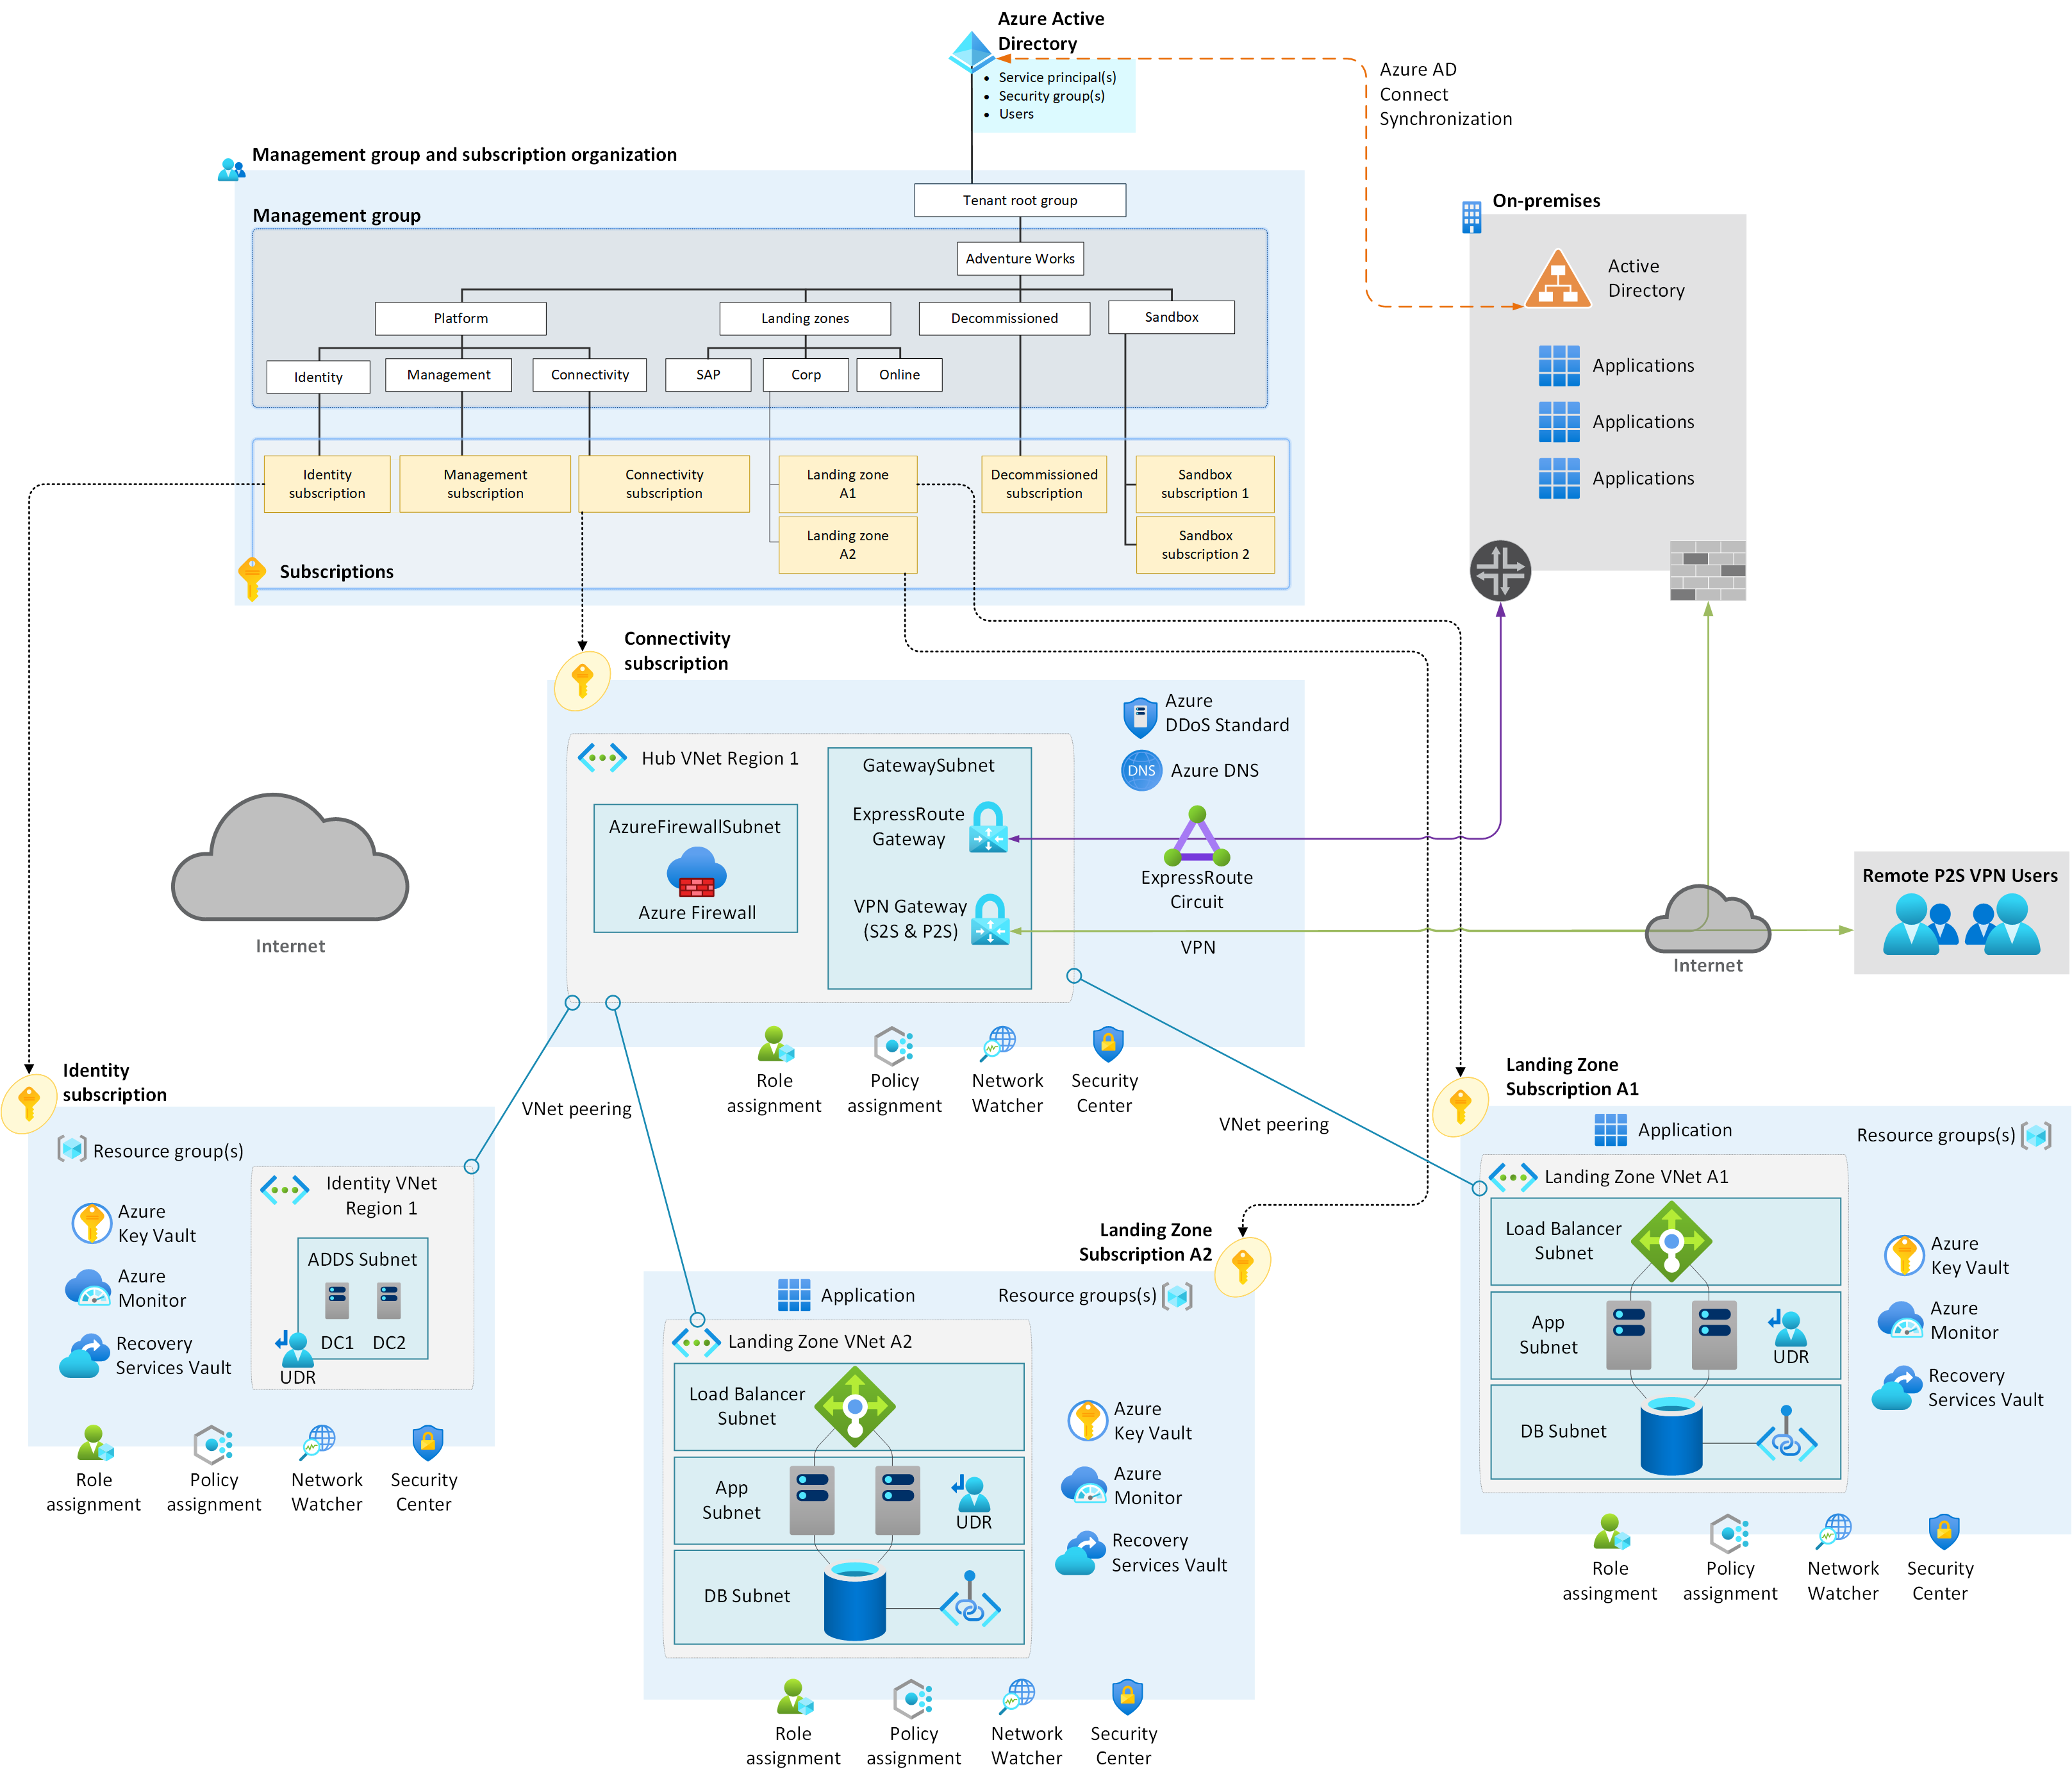 Azure Active
Directory
• Service principal(s)
• Security group(s)
• Users
Azure AD
Connect
Synchronization
Management group and subscription organization
Tenant root group
Management group
Adventure Works
Platform
Landing zones
Decommissioned
Sandbox
Identity
Management
Connectivity
SAP
Corp
Online
Identity
subscription
Management
subscription
Connectivity
subscription
Landing zone
A1
Decommissioned
subscription
Sandbox
subscription 1
Landing zone
A2
Sandbox
subscription 2
Subscriptions
On-premises
Active
Directory
Applications
Applications
Applications
Connectivity
subscription
Azure
DDoS Standard
DNS
Azure DNS
Hub VNet Region 1
GatewaySubnet
AzureFirewallSubnet
Azure Firewall
ExpressRoute
Gateway
VPN Gateway
(S2S & P2S)
ExpressRoute
Circuit
VPN
Internet
Internet
Remote P2S VPN Users
Role
assignment
Policy
assignment
Network
Watcher
Security
Center
VNet peering
VNet peering
Identity
subscription
Resource group(s)
Identity VNet
Region 1
Azure
Key Vault
Azure
Monitor
Recovery
Services Vault
ADDS Subnet
DC1
DC2
UDR
Role
assignment
Policy
assignment
Network
Watcher
Security
Center
Landing Zone
Subscription A2
Application
Resource groups(s)
Landing Zone VNet A2
Load Balancer
Subnet
App
Subnet
UDR
DB Subnet
Azure
Key Vault
Azure
Monitor
Recovery
Services Vault
Role
assignment
Policy
assignment
Network
Watcher
Security
Center
Landing Zone
Subscription A1
Application
Resource groups(s)
Landing Zone VNet A1
Load Balancer
Subnet
App
Subnet
UDR
DB Subnet
Azure
Key Vault
Azure
Monitor
Recovery
Services Vault
Role
assignment
Policy
assignment
Network
Watcher
Security
Center